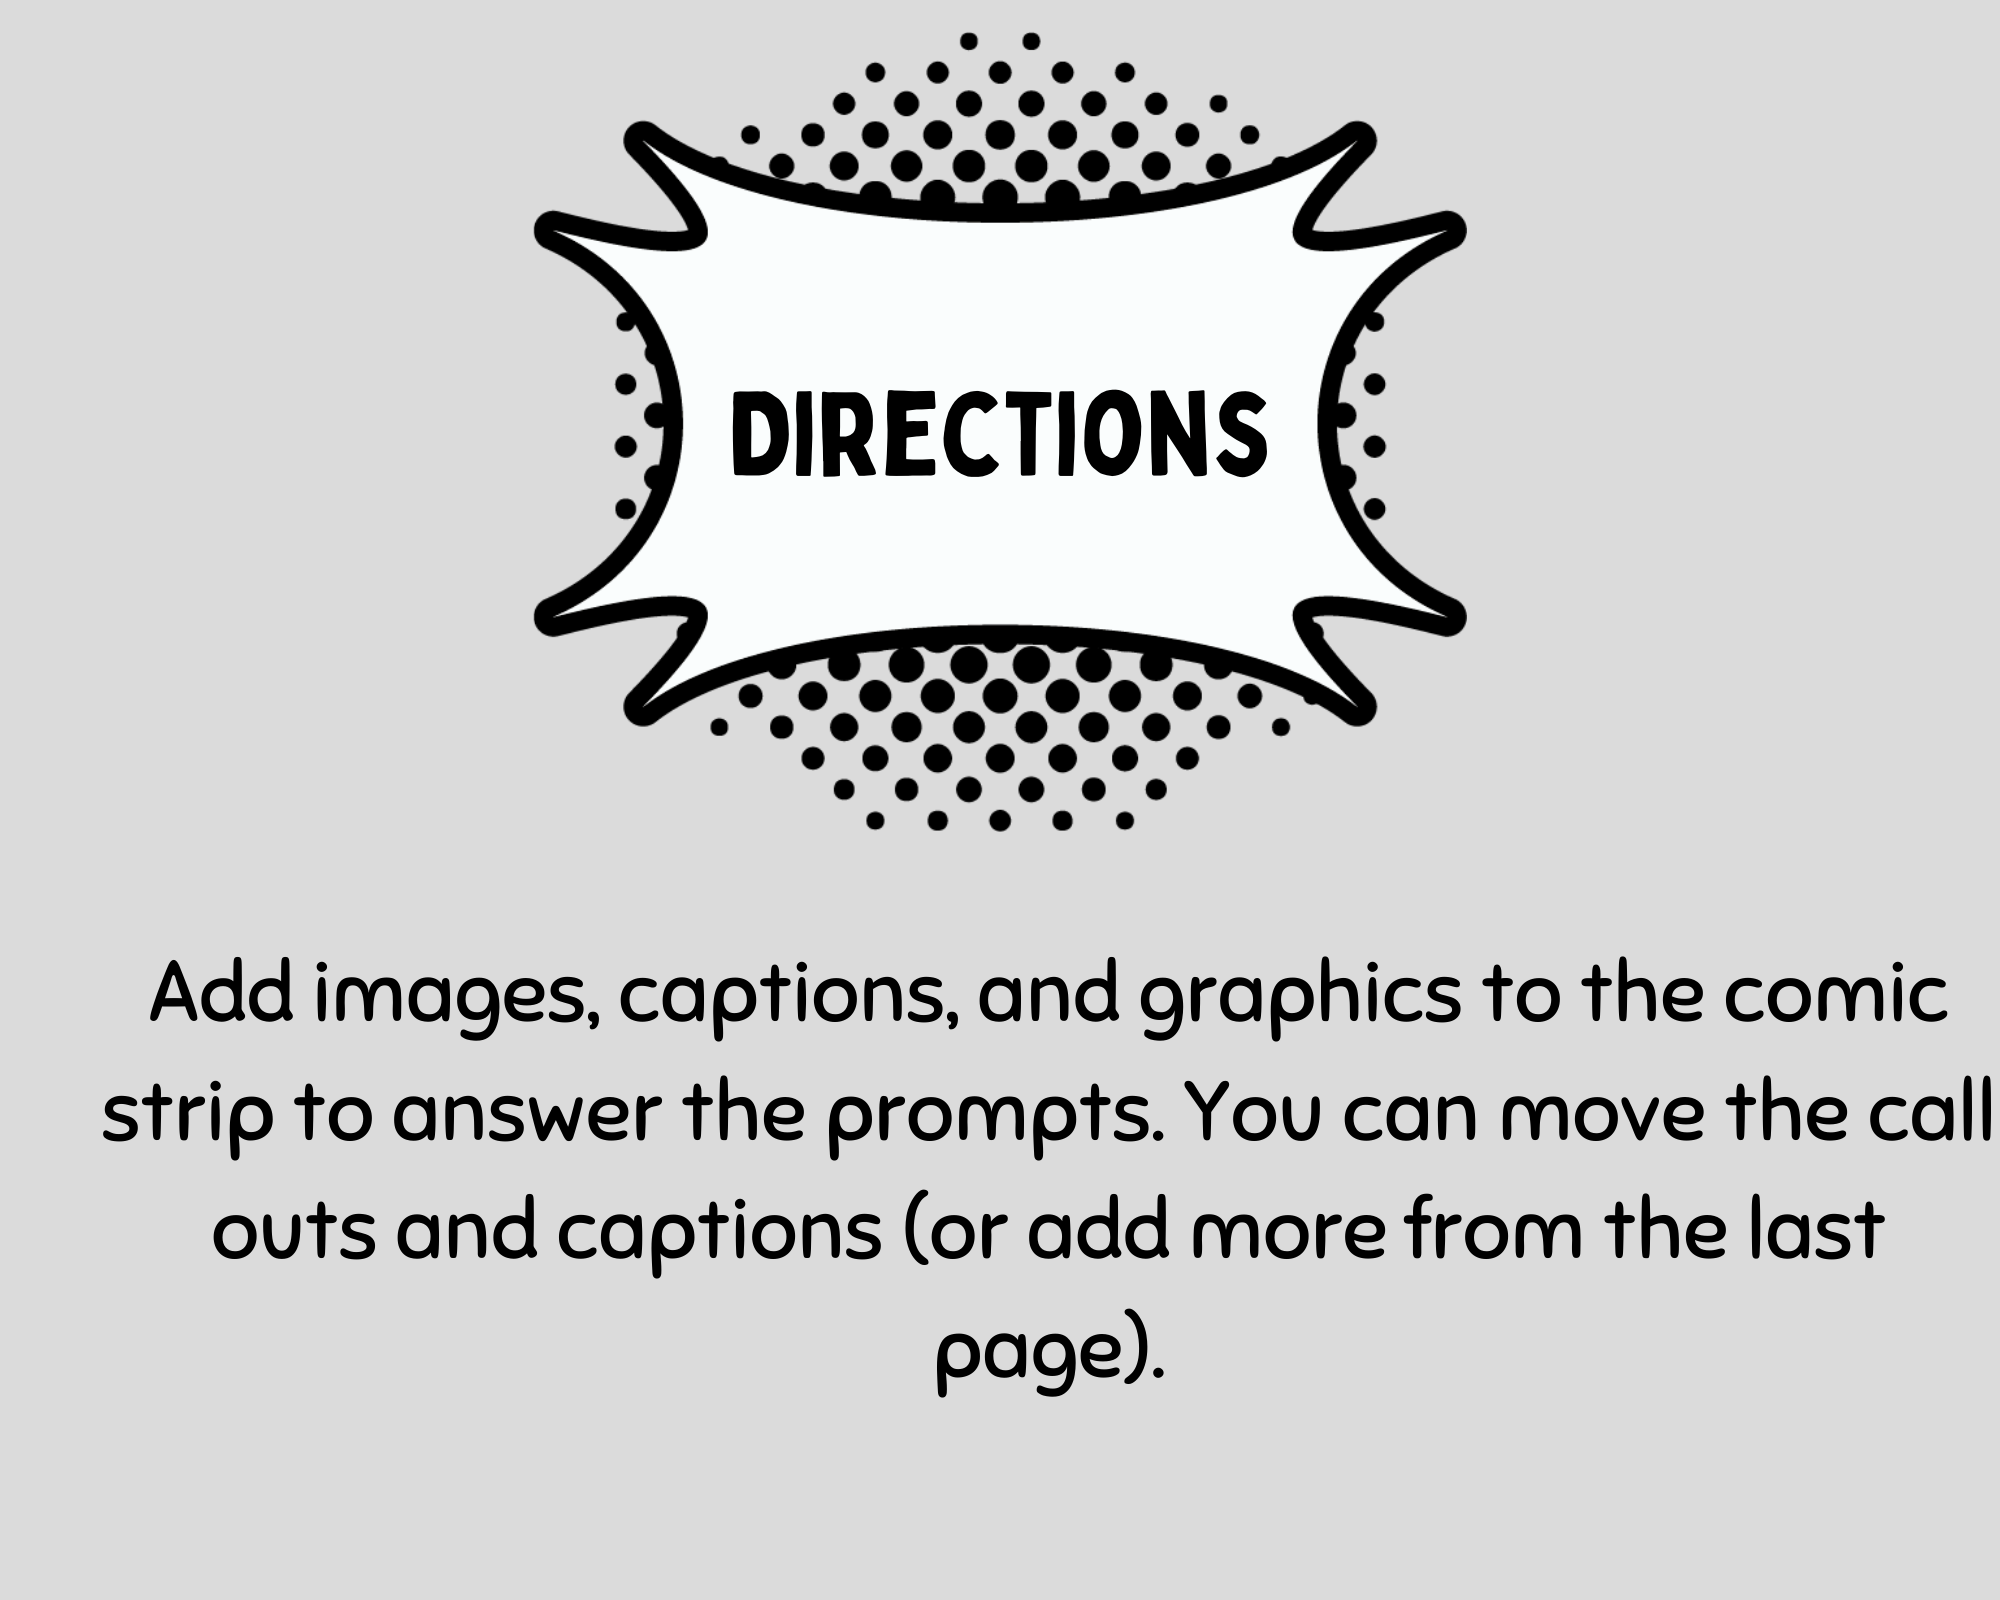 DIRECTIONS
Add images, captions, and graphics to the comic
strip to answer the prompts. You can move the call
outs and captions (or add more from the last
page).